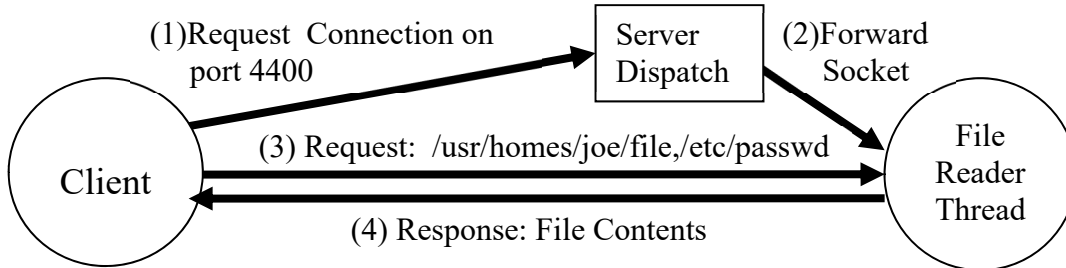 (1)Request  Connection on
port 4400
Server
Dispatch
(2)Forward
Socket
Client
(3) Request:  /usr/homes/joe/file,/etc/passwd
(4) Response: File Contents
File
Reader
Thread